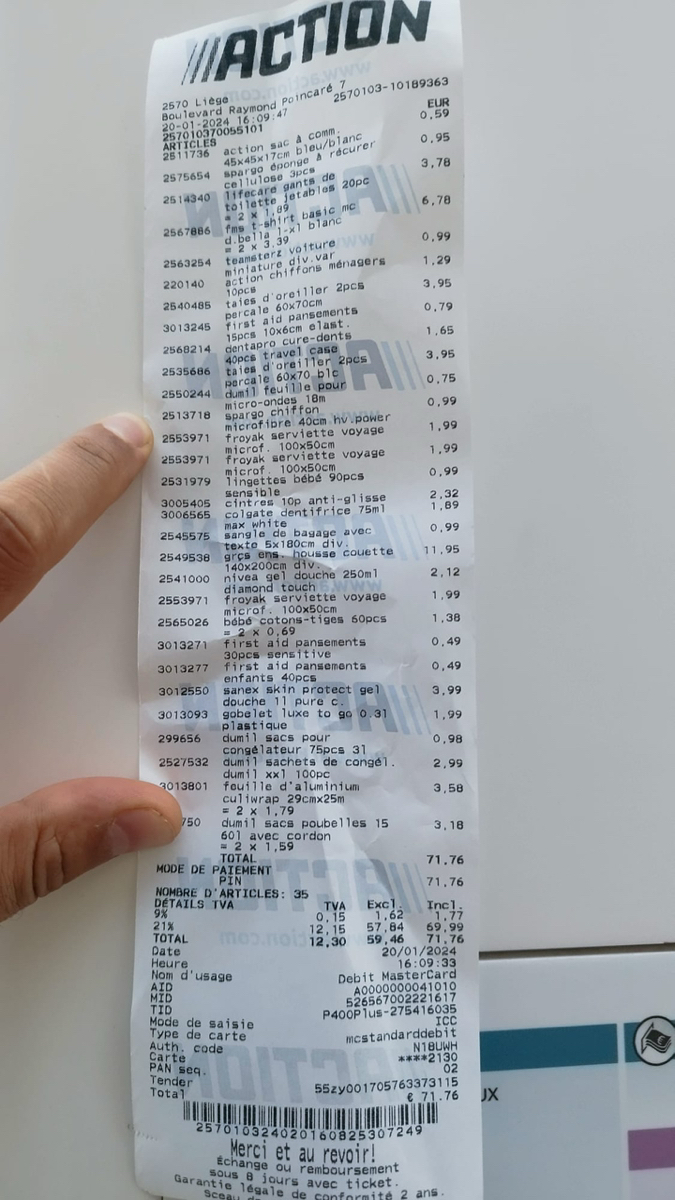 ///ACTION
2570 Liège
Boulevard Raymond Poincaré 7
20-01-2024 16:09:47 2570103-10189363
257010370055101 EUR
ARTICLES
2511736 action sac à comm. 0,59
45x45x17cm bleu/blanc
2575654 spargo éponge à récurer 0,95
cellulose 3pcs
2514340 lifecare gants de 3,78
toilette jetables 20pc
= 2 x 1,89
2567886 fms t-shirt basic mc 6,78
d.bella l-xl blanc
= 2 x 3,39
2563254 teamsterz voiture 0,99
miniature div.var
220140 action chiffons ménagers 1,29
10pcs
2540485 taies d'oreiller 2pcs 3,95
percale 60x70cm
3013245 first aid pansements 0,79
15pcs 10x6cm elast.
2568214 dentapro cure-dents 1,65
40pcs travel case
2535686 taies d'oreiller 2pcs 3,95
percale 60x70 blc
2550244 dumil feuille pour 0,75
micro-ondes 18m
2513718 spargo chiffon 0,99
microfibre 40cm hv.power
2553971 froyak serviette voyage 1,99
microf. 100x50cm
2553971 froyak serviette voyage 1,99
microf. 100x50cm
2531979 lingettes bébé 90pcs 0,99
sensible
3005405 cintres 10p anti-glisse 2,32
3006565 colgate dentifrice 75ml 1,89
max white
2545575 sangle de bagage avec 0,99
texte 5x180cm div.
2549538 grçs ens. housse couette 11,95
140x200cm div.
2541000 nivea gel douche 250ml 2,12
diamond touch
2553971 froyak serviette voyage 1,99
microf. 100x50cm
2565026 bébé cotons-tiges 60pcs 1,38
= 2 x 0,69
3013271 first aid pansements 0,49
30pcs sensitive
3013277 first aid pansements 0,49
enfants 40pcs
3012550 sanex skin protect gel 3,99
douche 1l pure c.
3013093 gobelet luxe to go 0.3l 1,99
plastique
299656 dumil sacs pour 0,98
congélateur 75pcs 3l
2527532 dumil sachets de congél. 2,99
dumil xxl 100pc
3013801 feuille d'aluminium 3,58
culiwrap 29cmx25m
= 2 x 1,79
750 dumil sacs poubelles 15 3,18
60l avec cordon
= 2 x 1,59
TOTAL 71,76
MODE DE PAIEMENT
PIN 71,76
NOMBRE D'ARTICLES: 35
DÉTAILS TVA TVA Excl. Incl.
9% 0,15 1,62 1,77
21% 12,15 57,84 69,99
TOTAL 12,30 59,46 71,76
Date 20/01/2024
Heure 16:09:33
Nom d'usage Debit MasterCard
AID A0000000041010
MID 526567002221617
TID P400Plus-275416035
Mode de saisie ICC
Type de carte mcstandarddebit
Auth. code N18UWH
Carte ****2130
PAN seq. 02
Tender 55zy001705763373115
Total € 71.76
257010324020160825307249
Merci et au revoir!
Échange ou remboursement
sous 8 jours avec ticket.
Garantie légale de conformité 2 ans.
UX